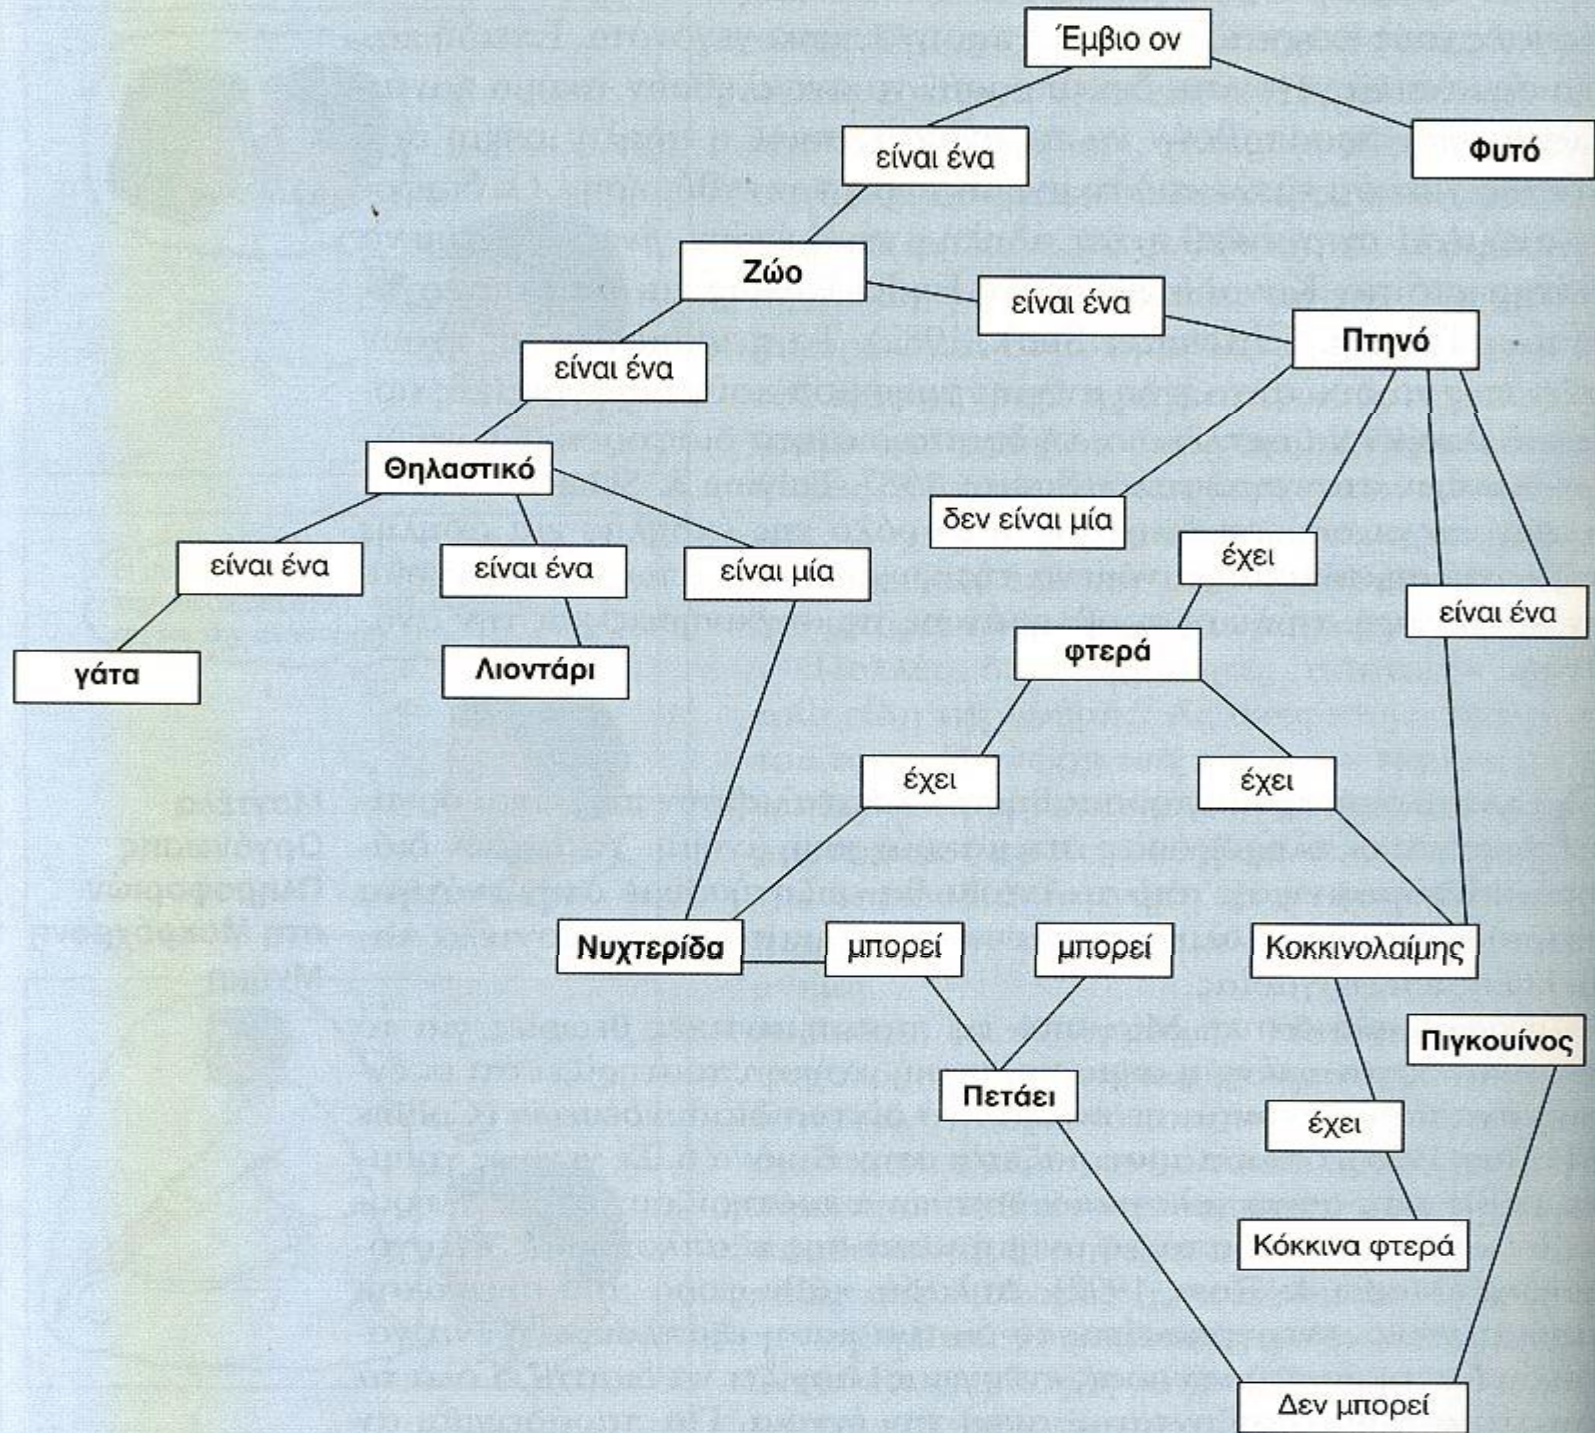 Έμβιο ον
είναι ένα
Φυτό
Ζώο
είναι ένα
Πτηνό
είναι ένα
Θηλαστικό
δεν είναι μία
έχει
είναι ένα
είναι ένα
είναι μία
είναι ένα
γάτα
Λιοντάρι
φτερά
έχει
έχει
Νυχτερίδα
μπορεί
μπορεί
Κοκκινολαίμης
Πιγκουίνος
Πετάει
έχει
Κόκκινα φτερά
Δεν μπορεί